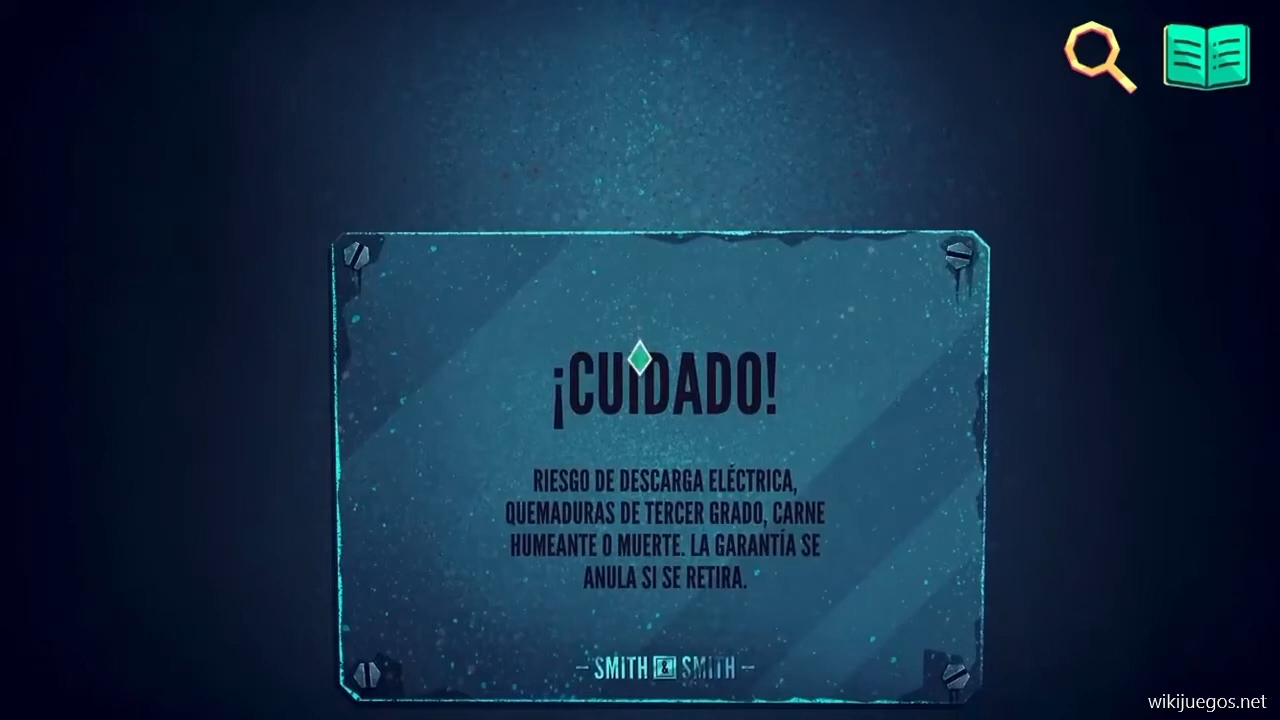 ¡CUIDADO!
RIESGO DE DESCARGA ELÉCTRICA,
QUEMADURAS DE TERCER GRADO, CARNE
HUMEANTE O MUERTE. LA GARANTÍA SE
ANULA SI SE RETIRA.
– SMITH & SMITH –
wikijuegos.net